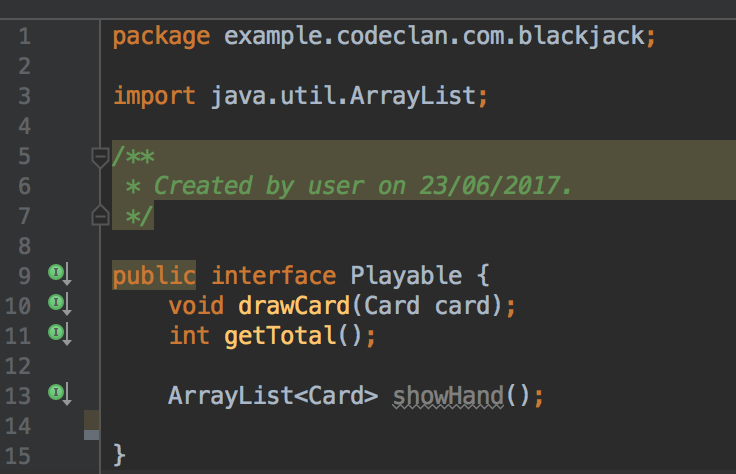 1 package example.codeclan.com.blackjack;
2
3 import java.util.ArrayList;
4
5 /**
6  * Created by user on 23/06/2017.
7  */
8
9 public interface Playable {
10     void drawCard(Card card);
11     int getTotal();
12
13     ArrayList<Card> showHand();
14
15 }